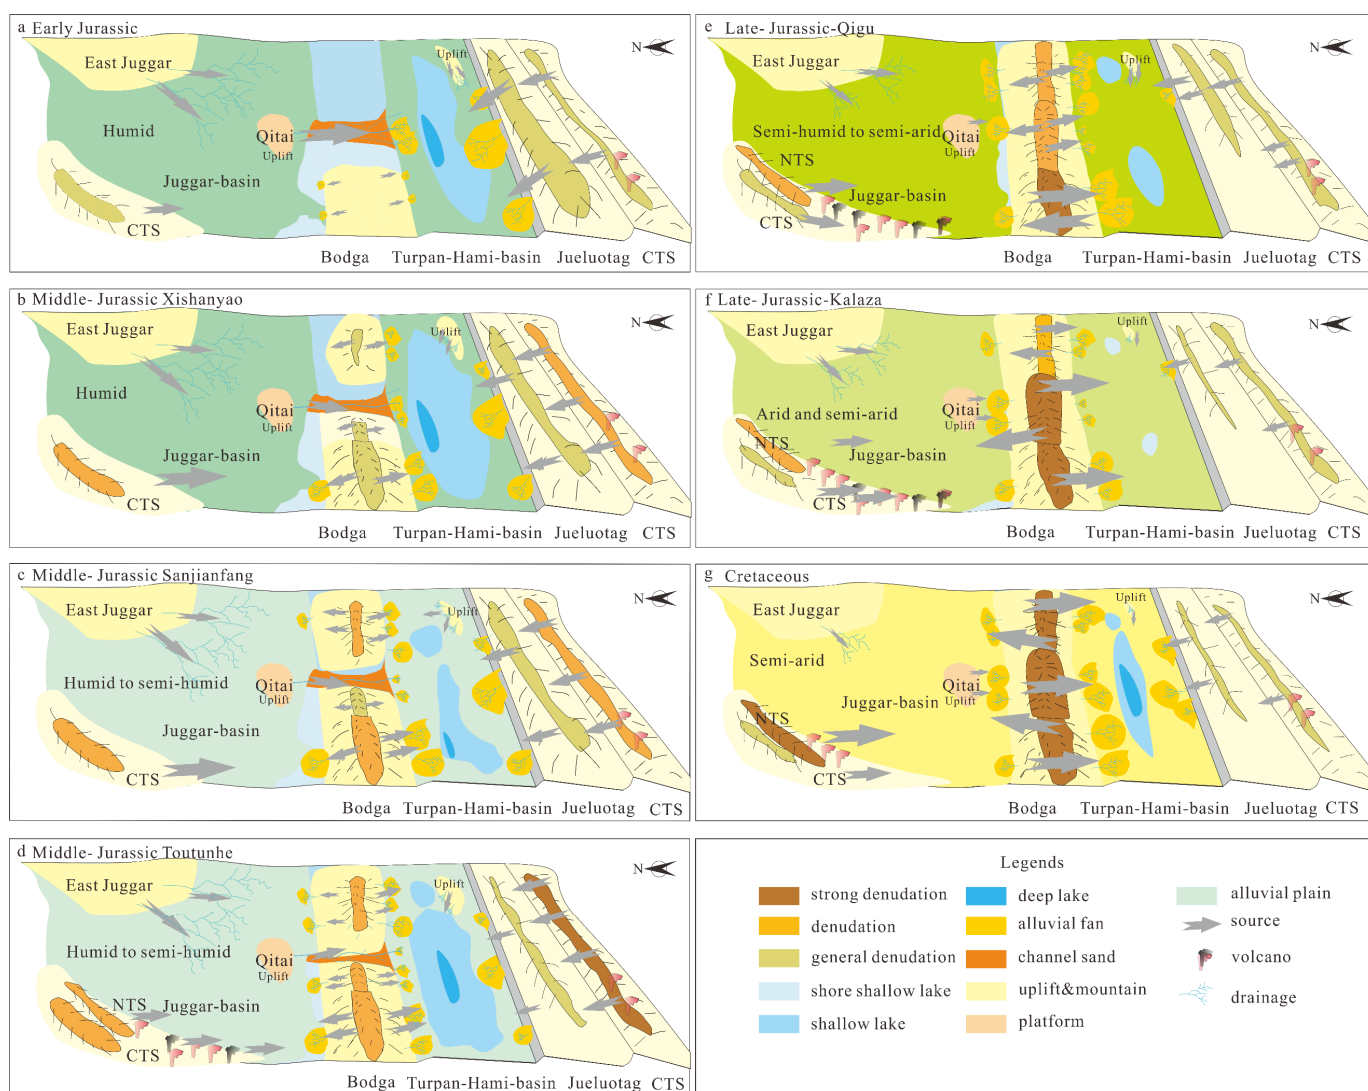 a Early Jurassic
N
East Juggar
Uplift
Humid
Qitai
Uplift
Juggar-basin
CTS
Bodga Turpan-Hami-basin Jueluotag CTS
b Middle- Jurassic Xishanyao
N
East Juggar
Uplift
Humid
Qitai
Uplift
Juggar-basin
CTS
Bodga Turpan-Hami-basin Jueluotag CTS
c Middle- Jurassic Sanjianfang
N
East Juggar
Uplift
Humid to semi-humid
Qitai
Uplift
Juggar-basin
CTS
Bodga Turpan-Hami-basin Jueluotag CTS
d Middle- Jurassic Toutunhe
N
East Juggar
Uplift
Humid to semi-humid
Qitai
Uplift
NTS
Juggar-basin
CTS
Bodga Turpan-Hami-basin Jueluotag CTS
e Late- Jurassic-Qigu
N
East Juggar
Uplift
Semi-humid to semi-arid
Qitai
Uplift
NTS
Juggar-basin
CTS
Bodga Turpan-Hami-basin Jueluotag CTS
f Late- Jurassic-Kalaza
N
East Juggar
Uplift
Arid and semi-arid
Qitai
Uplift
NTS
Juggar-basin
CTS
Bodga Turpan-Hami-basin Jueluotag CTS
g Cretaceous
N
East Juggar
Uplift
Semi-arid
Qitai
Uplift
Juggar-basin
NTS
CTS
Bodga Turpan-Hami-basin Jueluotag CTS
Legends
strong denudation
deep lake
alluvial plain
denudation
alluvial fan
source
general denudation
channel sand
volcano
shore shallow lake
uplift&mountain
drainage
shallow lake
platform